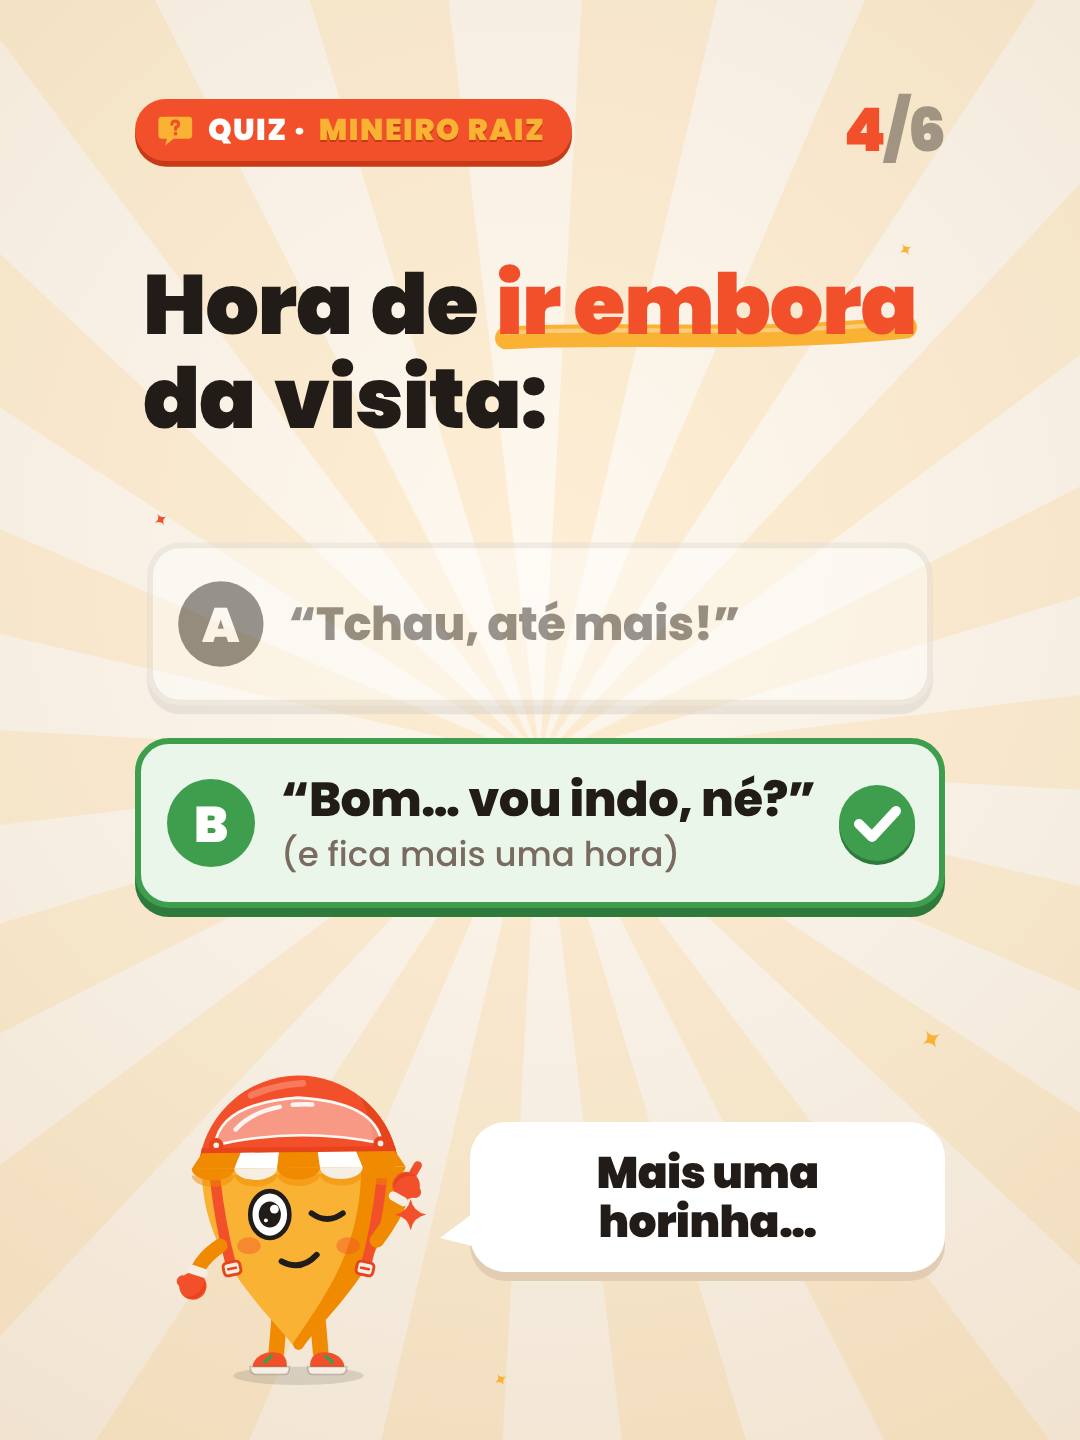 QUIZ · MINEIRO RAIZ
4/6
Hora de ir embora
da visita:
A
“Tchau, até mais!”
B
“Bom... vou indo, né?”
(e fica mais uma hora)
Mais uma
horinha...